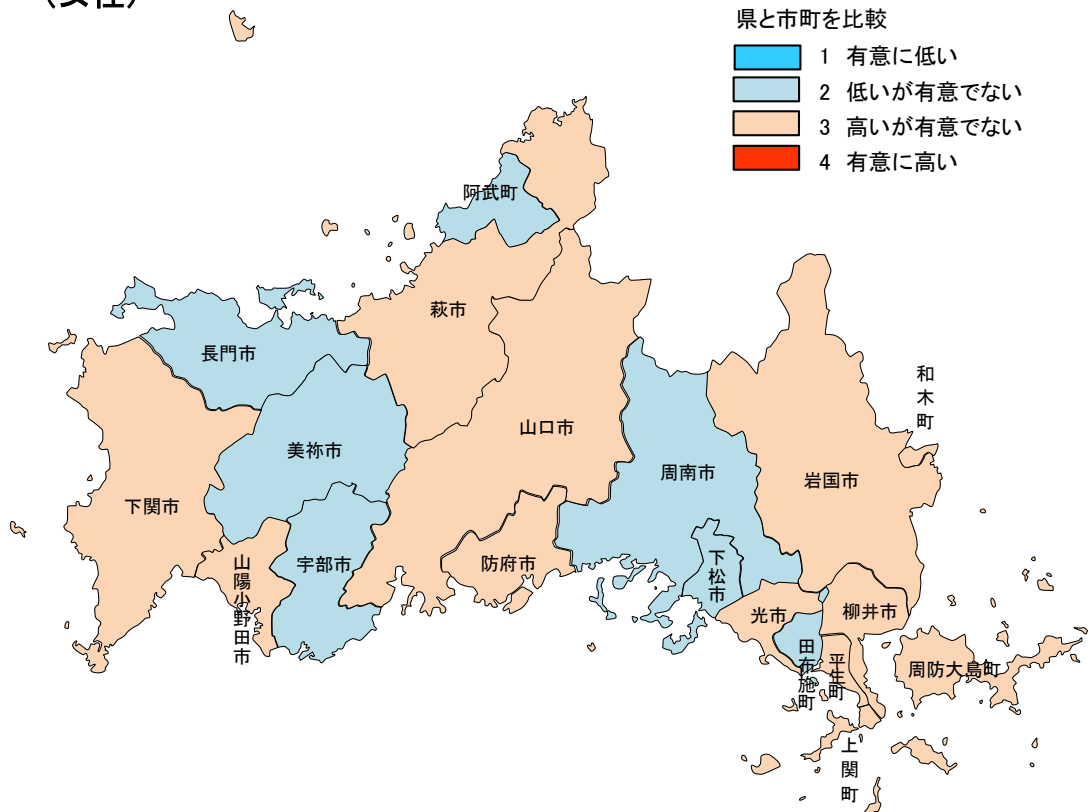 (女性)
県と市町を比較
1 有意に低い
2 低いが有意でない
3 高いが有意でない
4 有意に高い
阿武町
萩市
長門市
和木町
山口市
美祢市
周南市
岩国市
下関市
山陽小野田市
宇部市
防府市
下松市
光市
柳井市
田布施町
平生町
周防大島町
上関町